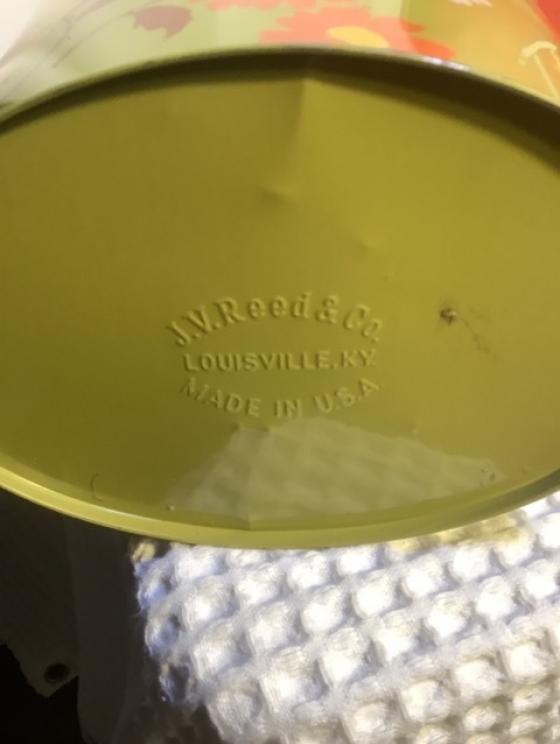 J.V.Reed & Co.
LOUISVILLE, KY.
MADE IN U.S.A